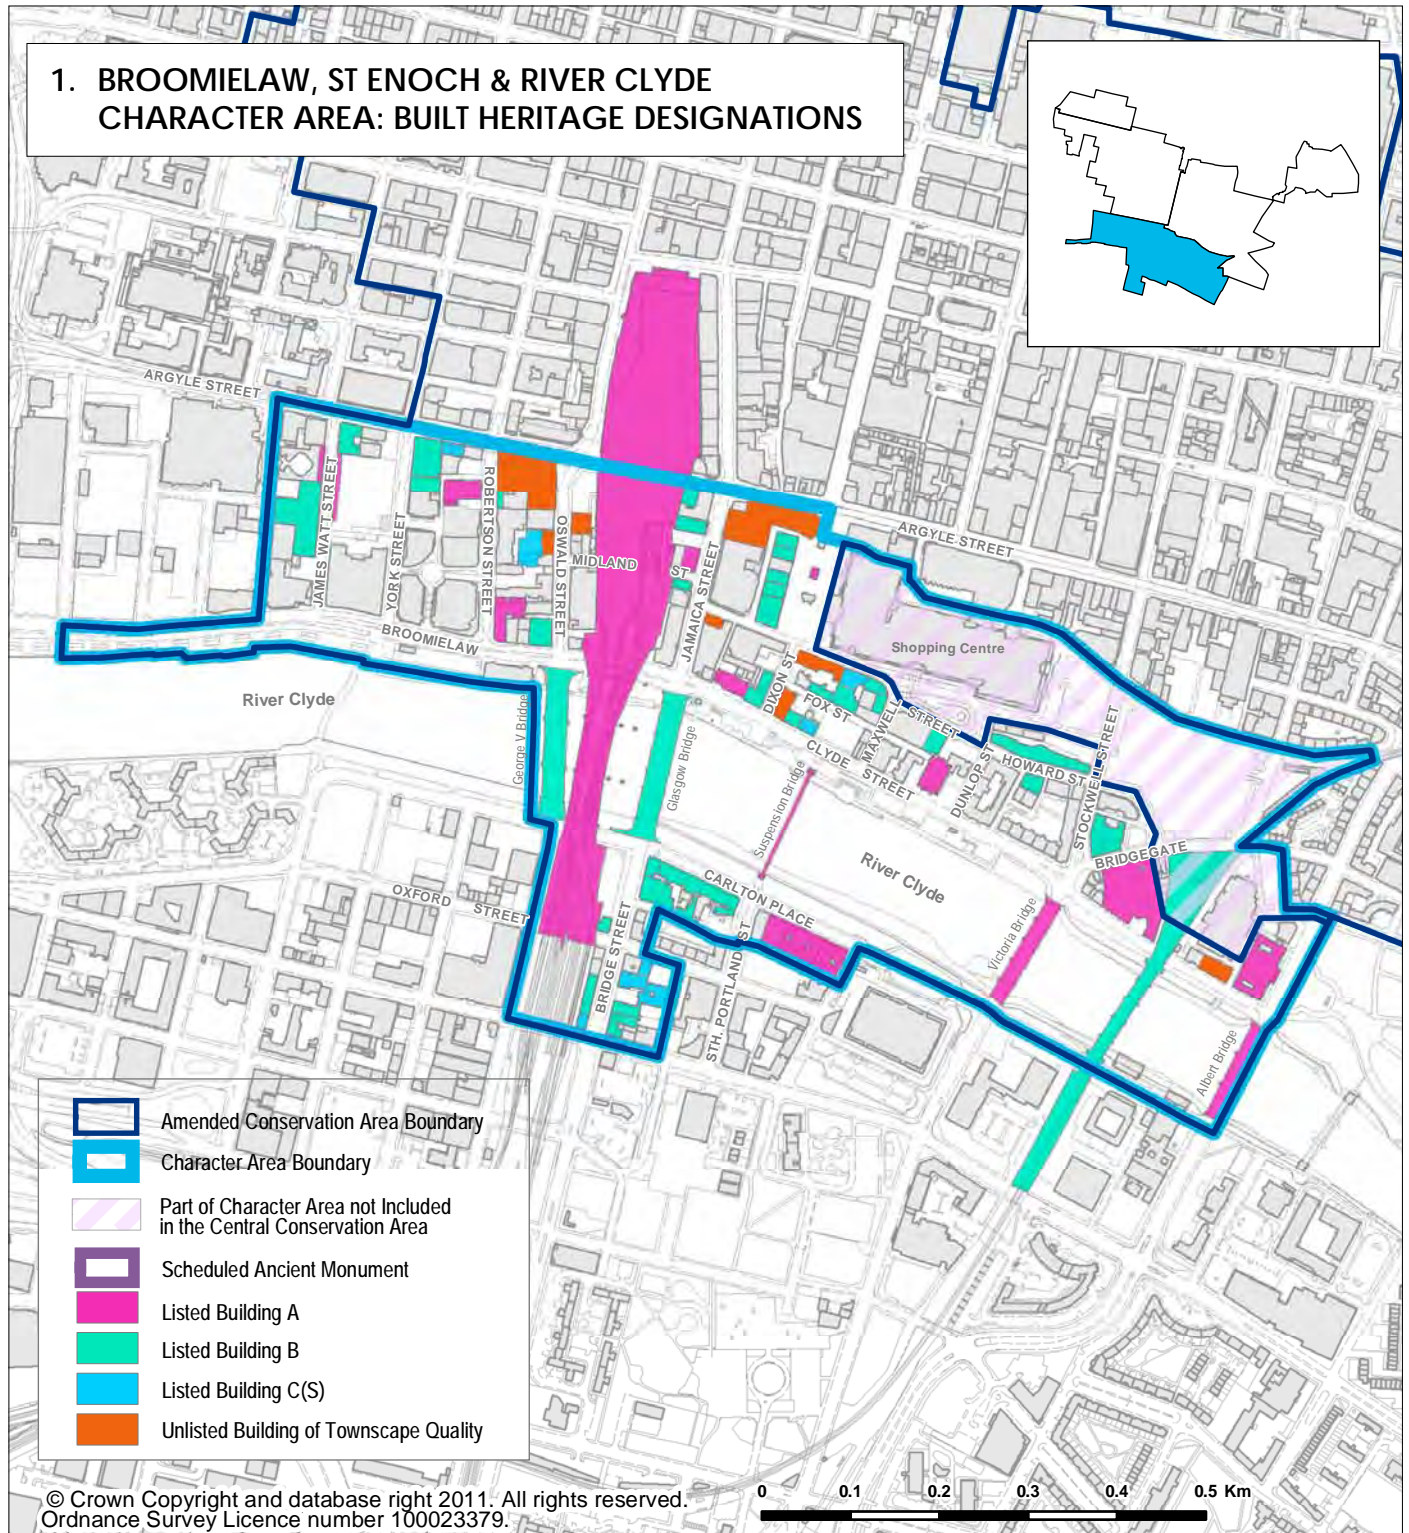 1. BROOMIELAW, ST ENOCH & RIVER CLYDE
CHARACTER AREA: BUILT HERITAGE DESIGNATIONS
ARGYLE STREET
JAMES WATT STREET
YORK STREET
ROBERTSON STREET
OSWALD STREET
MIDLAND ST
JAMAICA STREET
ARGYLE STREET
BROOMIELAW
Shopping Centre
DIXON ST
FOX ST
MAXWELL
STREET
CLYDE STREET
DUNLOP ST
HOWARD ST
STOCKWELL STREET
BRIDGEGATE
River Clyde
George V Bridge
Glasgow Bridge
Suspension Bridge
River Clyde
Victoria Bridge
Albert Bridge
CARLTON PLACE
OXFORD STREET
BRIDGE STREET
STH. PORTLAND ST
Amended Conservation Area Boundary
Character Area Boundary
Part of Character Area not Included
in the Central Conservation Area
Scheduled Ancient Monument
Listed Building A
Listed Building B
Listed Building C(S)
Unlisted Building of Townscape Quality
© Crown Copyright and database right 2011. All rights reserved.
Ordnance Survey Licence number 100023379.
0 0.1 0.2 0.3 0.4 0.5 Km